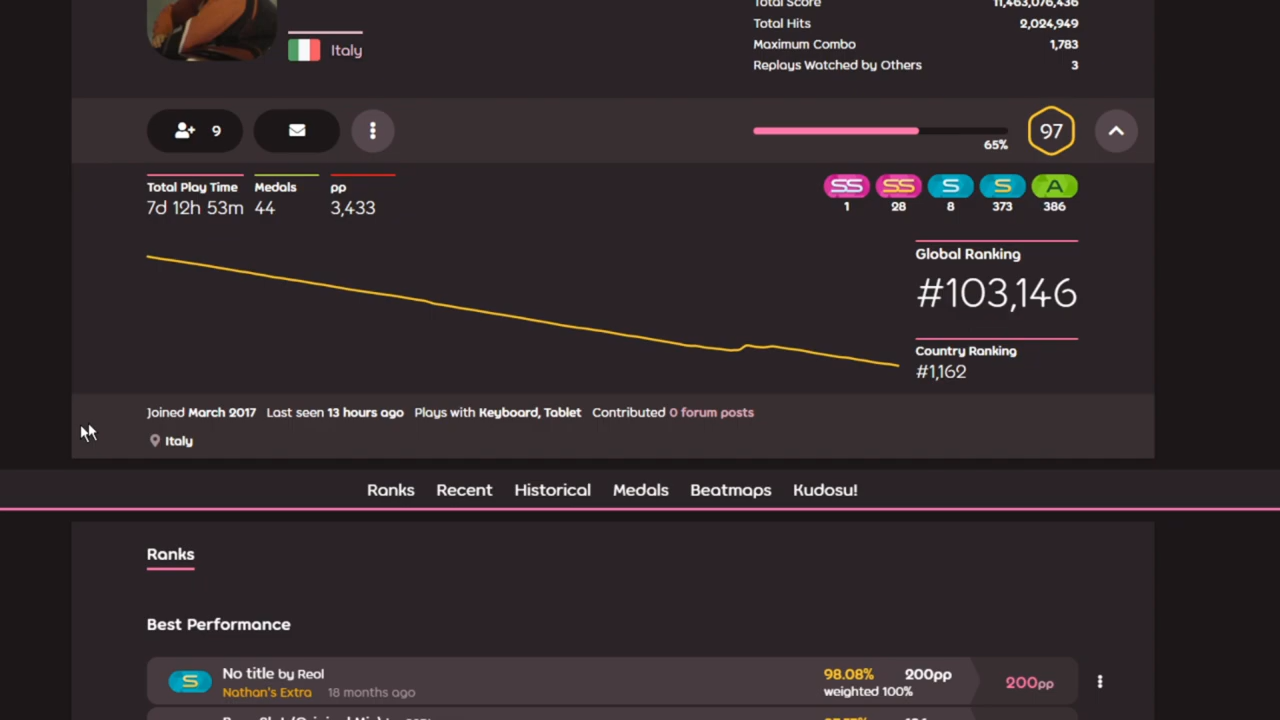 Total Score 11,463,076,436
Total Hits 2,024,949
Maximum Combo 1,783
Replays Watched by Others 3
Italy
9
97
65%
Total Play Time Medals pp
7d 12h 53m 44 3,433
SS SS S S A
1 28 8 373 386
Global Ranking
#103,146
Country Ranking
#1,162
Joined March 2017 Last seen 13 hours ago Plays with Keyboard, Tablet Contributed 0 forum posts
Italy
Ranks Recent Historical Medals Beatmaps Kudosu!
Ranks
Best Performance
S No title by Reol 98.08% 200pp 200pp
Nathan's Extra 18 months ago weighted 100%